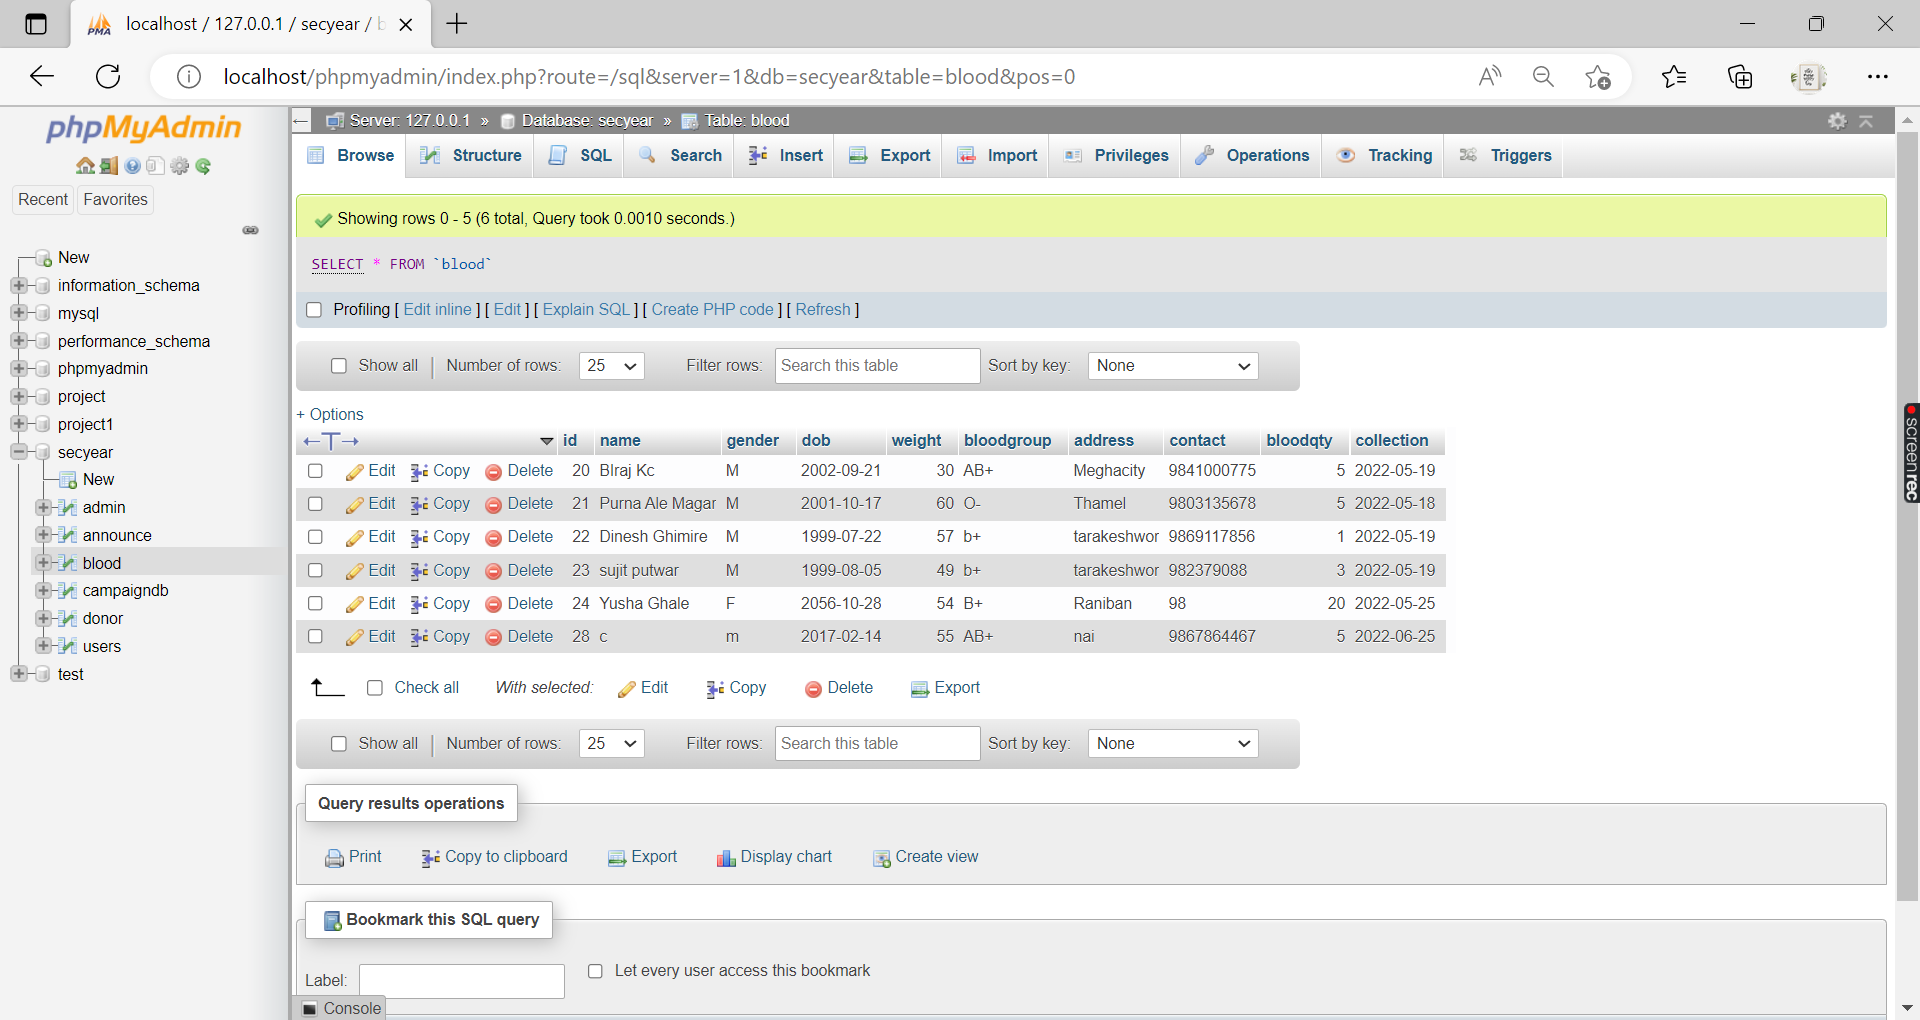 localhost / 127.0.0.1 / secyear / b
localhost/phpmyadmin/index.php?route=/sql&server=1&db=secyear&table=blood&pos=0
phpMyAdmin
Recent Favorites
New
information_schema
mysql
performance_schema
phpmyadmin
project
project1
secyear
New
admin
announce
blood
campaigndb
donor
users
test
Server: 127.0.0.1 » Database: secyear » Table: blood
Browse Structure SQL Search Insert Export Import Privileges Operations Tracking Triggers
Showing rows 0 - 5 (6 total, Query took 0.0010 seconds.)
SELECT * FROM `blood`
Profiling [ Edit inline ] [ Edit ] [ Explain SQL ] [ Create PHP code ] [ Refresh ]
Show all | Number of rows: 25 Filter rows: Search this table Sort by key: None
+ Options
←T→ id name gender dob weight bloodgroup address contact bloodqty collection
Edit Copy Delete 20 BIraj Kc M 2002-09-21 30 AB+ Meghacity 9841000775 5 2022-05-19
Edit Copy Delete 21 Purna Ale Magar M 2001-10-17 60 O- Thamel 9803135678 5 2022-05-18
Edit Copy Delete 22 Dinesh Ghimire M 1999-07-22 57 b+ tarakeshwor 9869117856 1 2022-05-19
Edit Copy Delete 23 sujit putwar M 1999-08-05 49 b+ tarakeshwor 982379088 3 2022-05-19
Edit Copy Delete 24 Yusha Ghale F 2056-10-28 54 B+ Raniban 98 20 2022-05-25
Edit Copy Delete 28 c m 2017-02-14 55 AB+ nai 9867864467 5 2022-06-25
Check all With selected: Edit Copy Delete Export
Show all | Number of rows: 25 Filter rows: Search this table Sort by key: None
Query results operations
Print Copy to clipboard Export Display chart Create view
Bookmark this SQL query
Label: Let every user access this bookmark
Console
screenrec